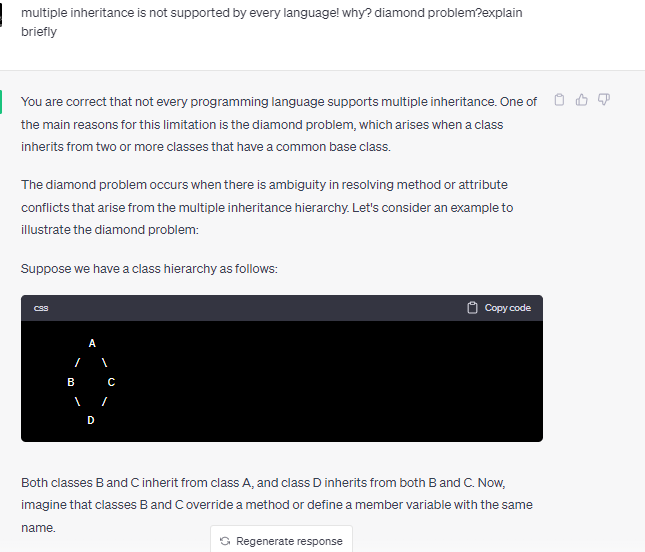 multiple inheritance is not supported by every language! why? diamond problem?explain
briefly
You are correct that not every programming language supports multiple inheritance. One of
the main reasons for this limitation is the diamond problem, which arises when a class
inherits from two or more classes that have a common base class.
The diamond problem occurs when there is ambiguity in resolving method or attribute
conflicts that arise from the multiple inheritance hierarchy. Let's consider an example to
illustrate the diamond problem:
Suppose we have a class hierarchy as follows:
css Copy code
A
/ \
B C
\ /
D
Both classes B and C inherit from class A, and class D inherits from both B and C. Now,
imagine that classes B and C override a method or define a member variable with the same
name.
Regenerate response